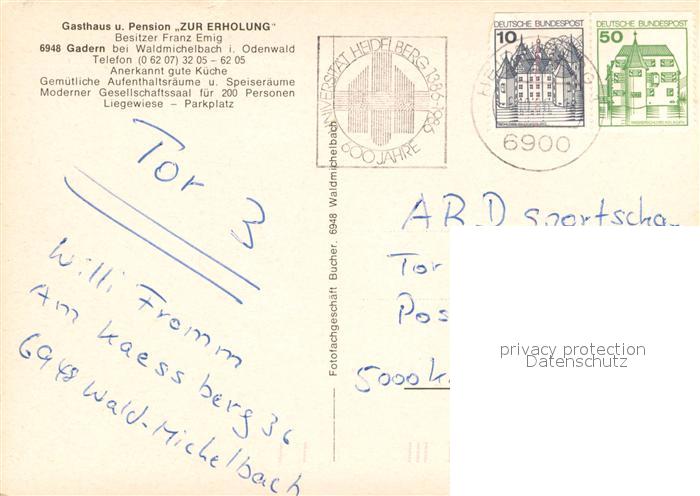 Gasthaus u. Pension „ZUR ERHOLUNG"
Besitzer Franz Emig
6948 Gadern bei Waldmichelbach i. Odenwald
Telefon (0 62 07) 32 05 – 62 05
Anerkannt gute Küche
Gemütliche Aufenthaltsräume u. Speiseräume
Moderner Gesellschaftssaal für 200 Personen
Liegewiese – Parkplatz
UNIVERSITÄT HEIDELBERG 1386-1986
600 JAHRE
10 DEUTSCHE BUNDESPOST
DEUTSCHE BUNDESPOST 50
6900
Tor 3
Willi Fromm
Am Kaessberg 36
6948 Wald-Michelbach
Fotofachgeschäft Bucher. 6948 Waldmichelbach
ARD Sportscha
Tor
Pos
5000 K
privacy protection
Datenschutz